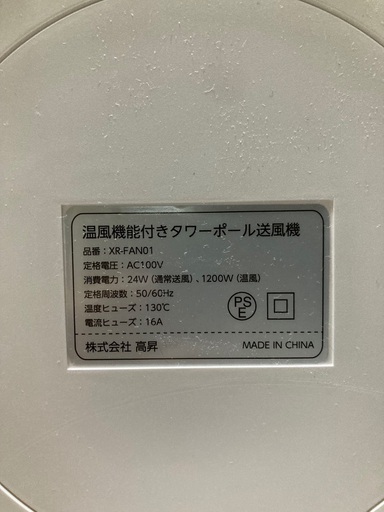 温風機能付きタワーポール送風機
品番：XR-FAN01
定格電圧：AC100V
消費電力：24W（通常送風）、1200W（温風）
定格周波数：50/60Hz
温度ヒューズ：130℃
電流ヒューズ：16A
PS
E
株式会社 高昇
MADE IN CHINA